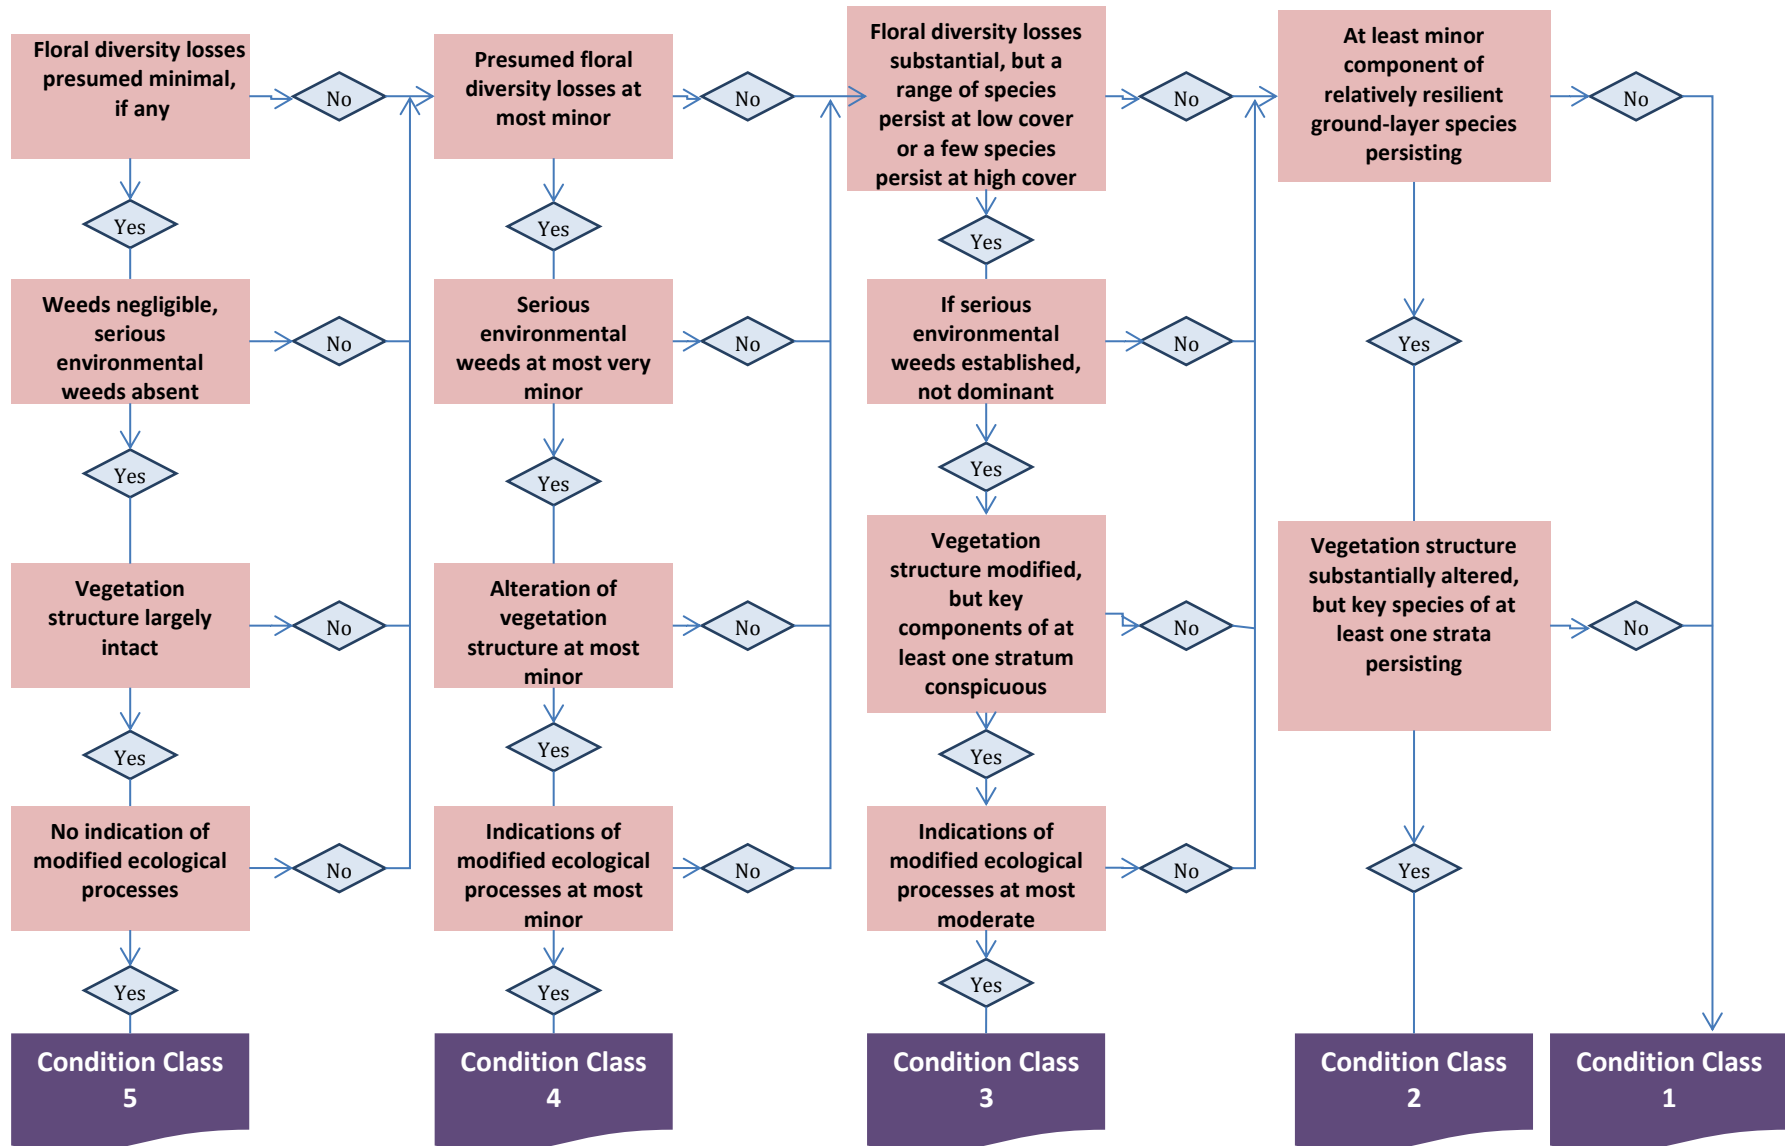 Floral diversity losses
presumed minimal,
if any
No
Yes
Weeds negligible,
serious
environmental
weeds absent
No
Yes
Vegetation
structure largely
intact
No
Yes
No indication of
modified ecological
processes
No
Yes
Condition Class
5
Presumed floral
diversity losses at
most minor
No
Yes
Serious
environmental
weeds at most very
minor
No
Yes
Alteration of
vegetation
structure at most
minor
No
Yes
Indications of
modified ecological
processes at most
minor
No
Yes
Condition Class
4
Floral diversity losses
substantial, but a
range of species
persist at low cover
or a few species
persist at high cover
No
Yes
If serious
environmental
weeds established,
not dominant
No
Yes
Vegetation
structure modified,
but key
components of at
least one stratum
conspicuous
No
Yes
Indications of
modified ecological
processes at most
moderate
No
Yes
Condition Class
3
At least minor
component of
relatively resilient
ground-layer species
persisting
No
Yes
Vegetation structure
substantially altered,
but key species of at
least one strata
persisting
No
Yes
Condition Class
2
Condition Class
1